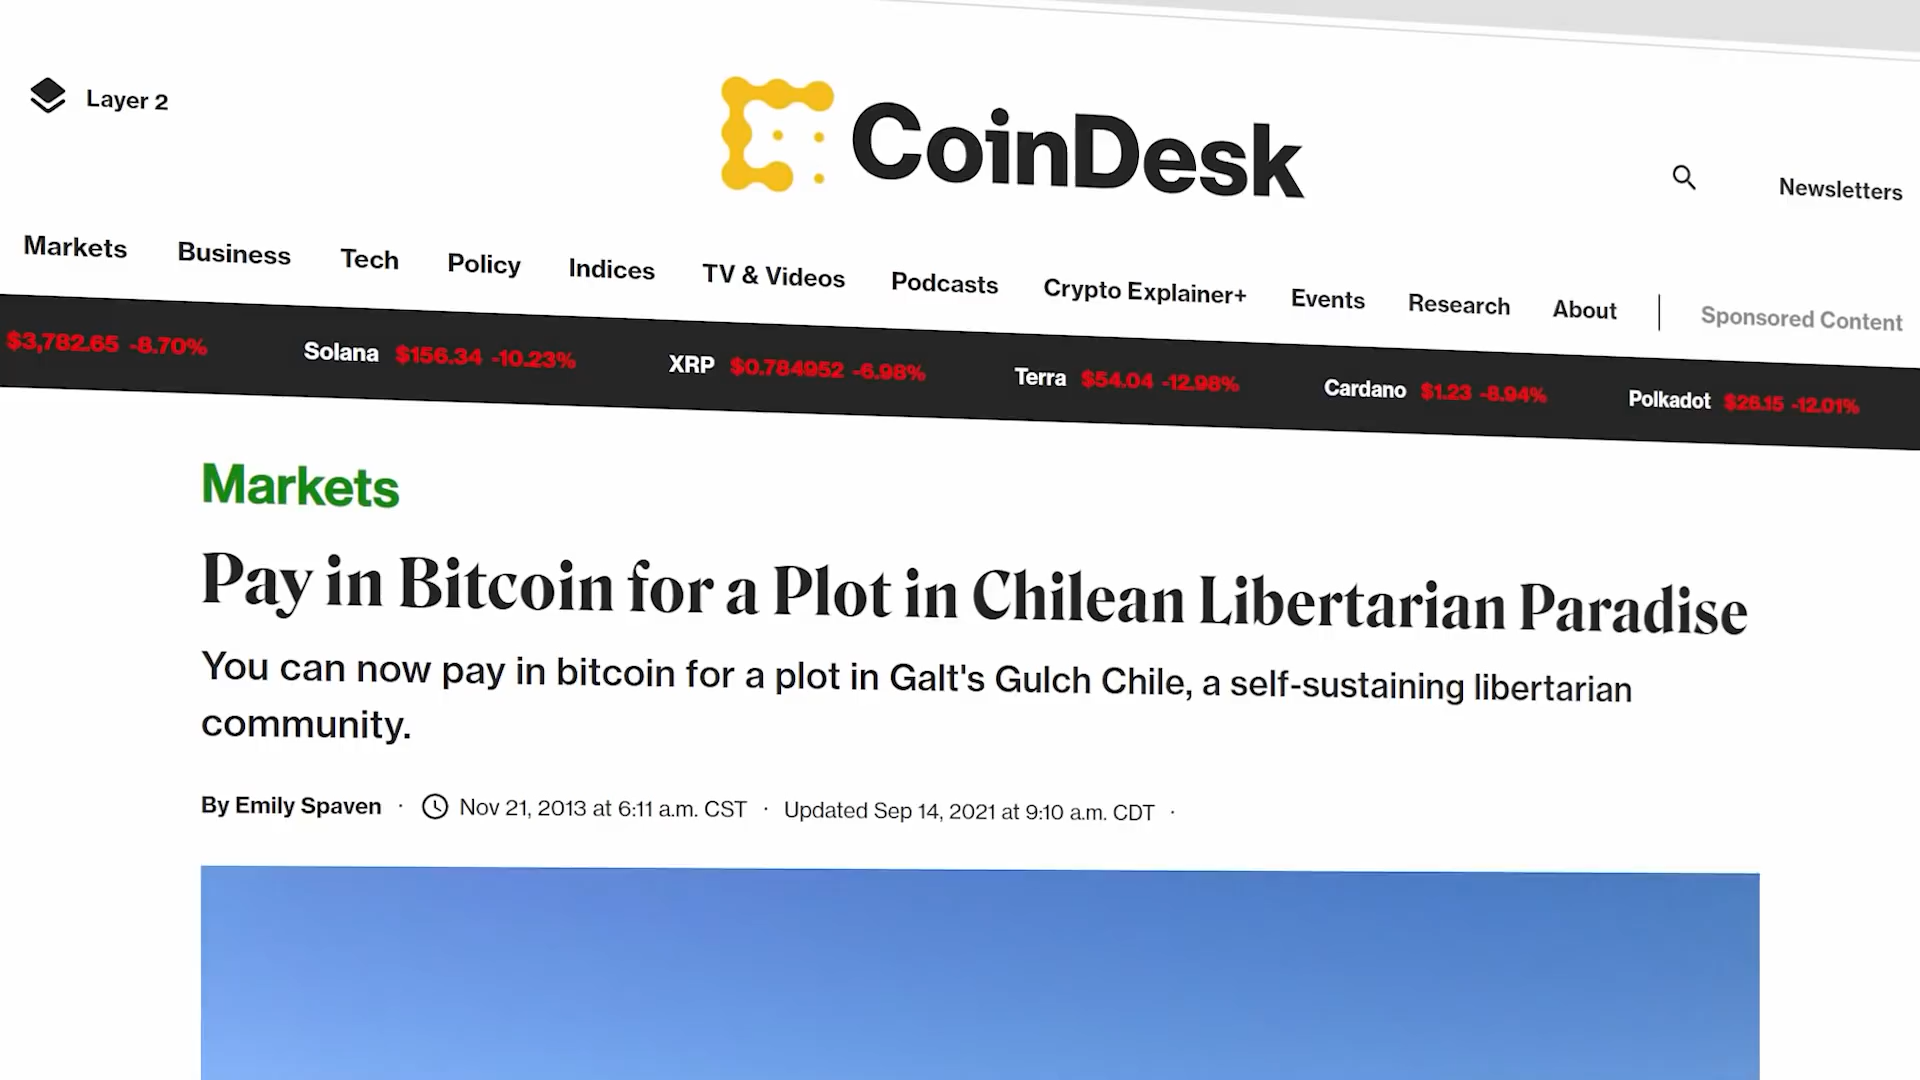 Layer 2
CoinDesk
Newsletters
Markets Business Tech Policy Indices TV & Videos Podcasts Crypto Explainer+ Events Research About Sponsored Content
$3,782.65 -8.70% Solana $156.34 -10.23% XRP $0.784952 -6.98% Terra $54.04 -12.98% Cardano $1.23 -8.94% Polkadot $26.15 -12.01%
Markets
Pay in Bitcoin for a Plot in Chilean Libertarian Paradise
You can now pay in bitcoin for a plot in Galt's Gulch Chile, a self-sustaining libertarian
community.
By Emily Spaven · Nov 21, 2013 at 6:11 a.m. CST · Updated Sep 14, 2021 at 9:10 a.m. CDT ·